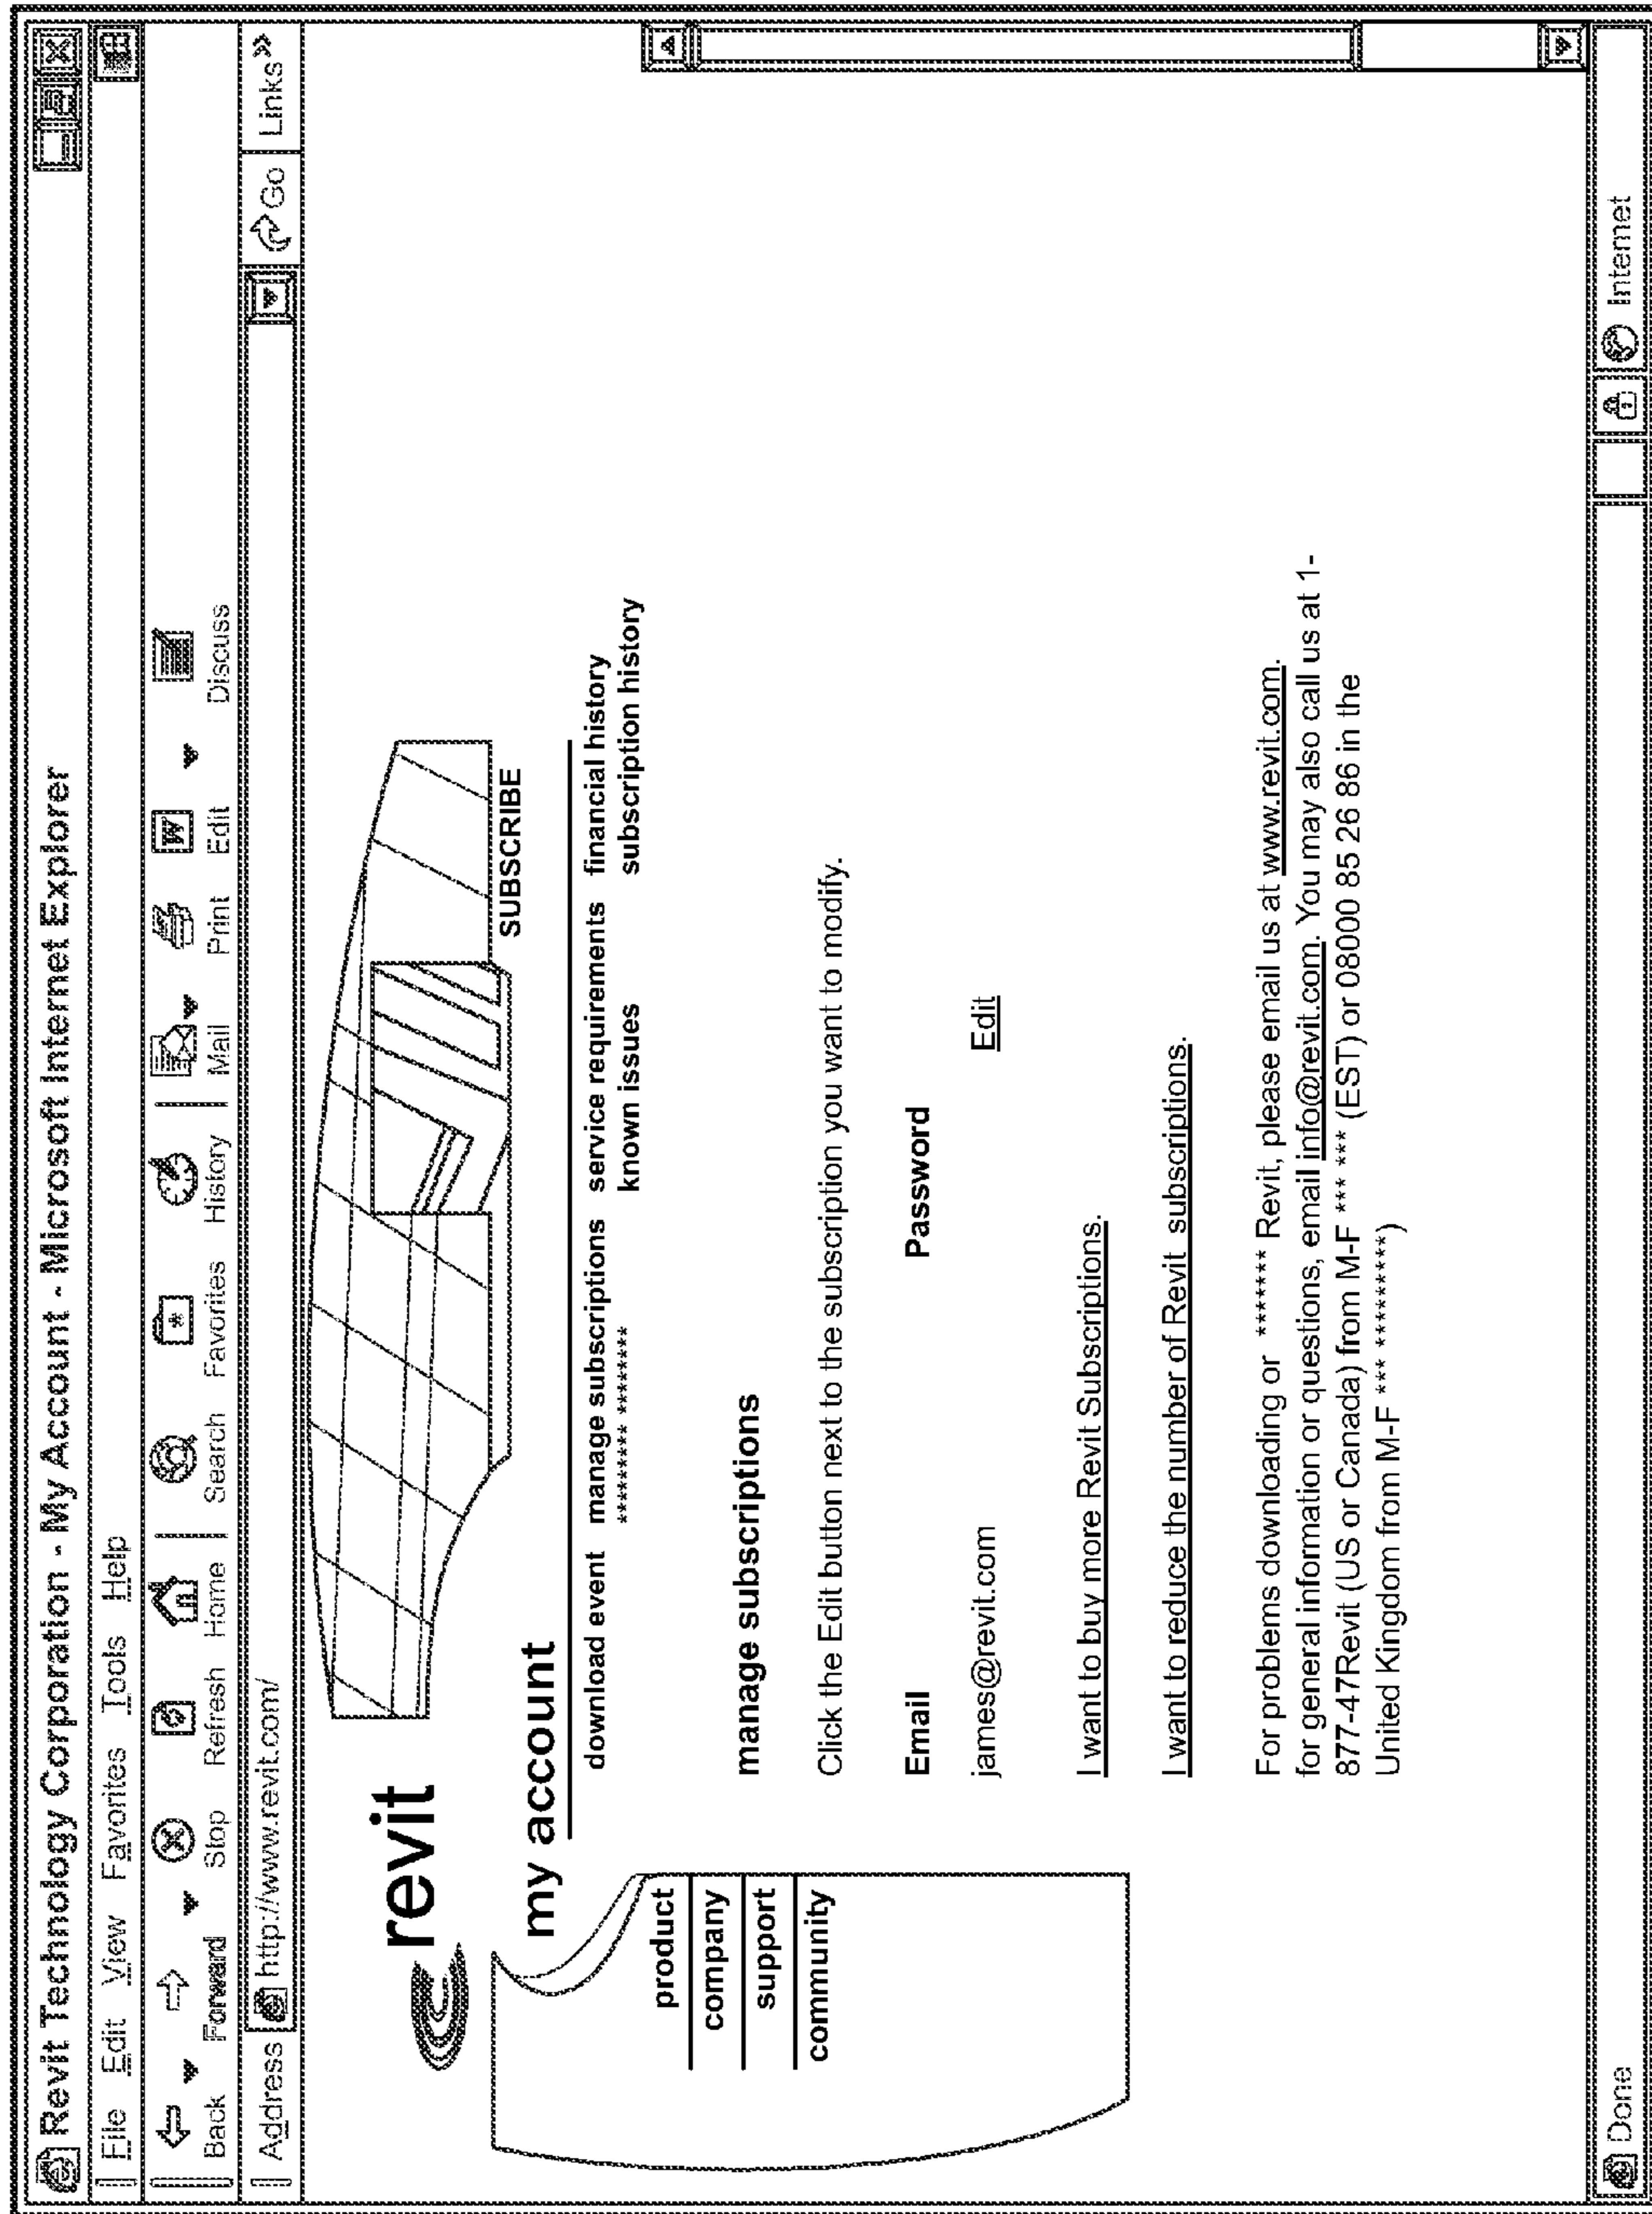 Revit Technology Corporation - My Account - Microsoft Internet Explorer
File Edit View Favorites Tools Help
Back Forward Stop Refresh Home Search Favorites History Mail Print Edit Discuss
Address http://www.revit.com/ Go Links »
revit
SUBSCRIBE
my account
download event manage subscriptions service requirements financial history
********* ******** known issues subscription history
product
company
support
community
manage subscriptions
Click the Edit button next to the subscription you want to modify.
Email Password
james@revit.com Edit
I want to buy more Revit Subscriptions.
I want to reduce the number of Revit subscriptions.
For problems downloading or ******* Revit, please email us at www.revit.com.
for general information or questions, email info@revit.com. You may also call us at 1-
877-47Revit (US or Canada) from M-F *** *** (EST) or 08000 85 26 86 in the
United Kingdom from M-F *** **********)
Done Internet